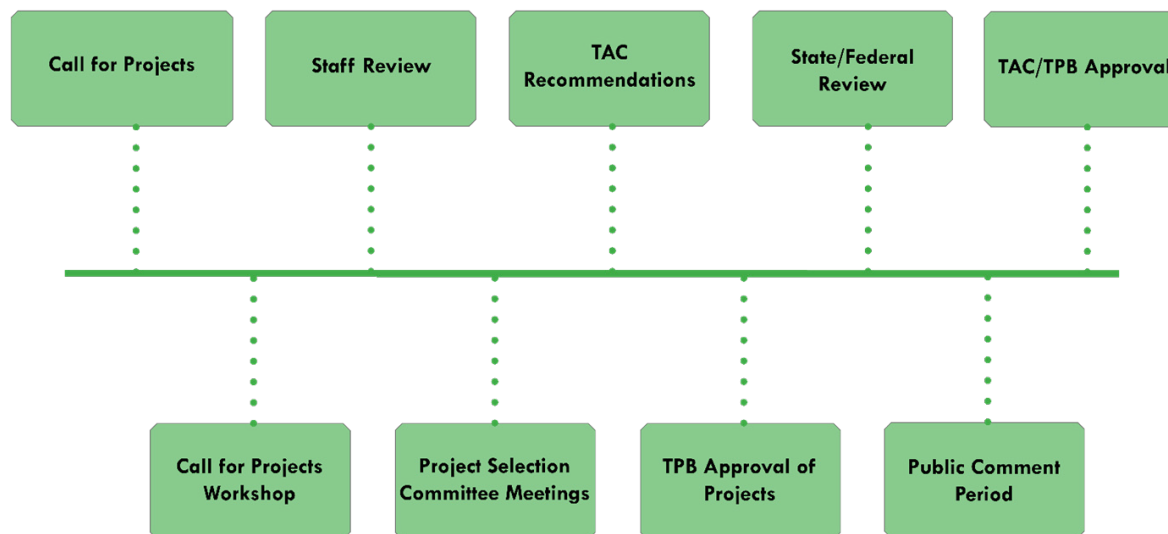 Call for Projects
Staff Review
TAC
Recommendations
State/Federal
Review
TAC/TPB Approval
Call for Projects
Workshop
Project Selection
Committee Meetings
TPB Approval of
Projects
Public Comment
Period